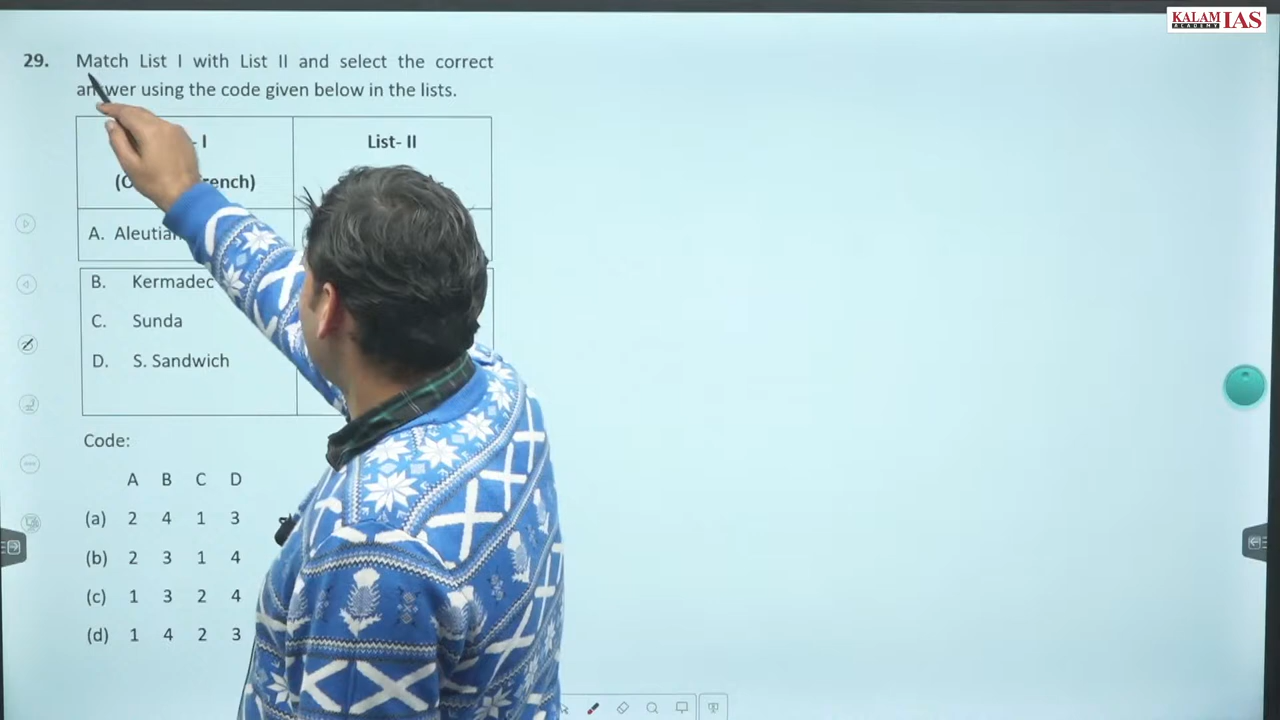 KALAM IAS
ACADEMY
29. Match List I with List II and select the correct
answer using the code given below in the lists.
- I List- II
A. Aleutian
B. Kermadec
C. Sunda
D. S. Sandwich
Code:
A B C D
(a) 2 4 1 3
(b) 2 3 1 4
(c) 1 3 2 4
(d) 1 4 2 3